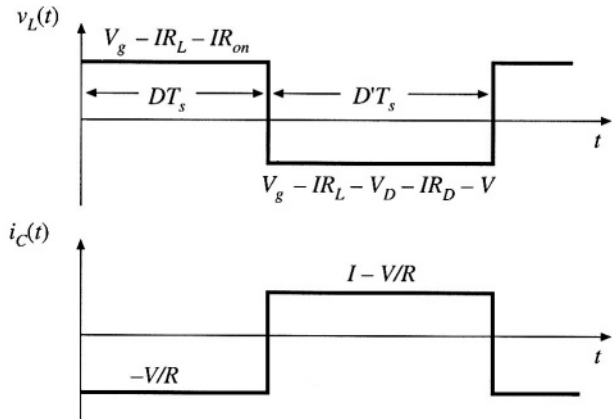 v_L(t)
V_g – IR_L – IR_on
DT_s
D'T_s
t
V_g – IR_L – V_D – IR_D – V
i_C(t)
I – V/R
t
–V/R